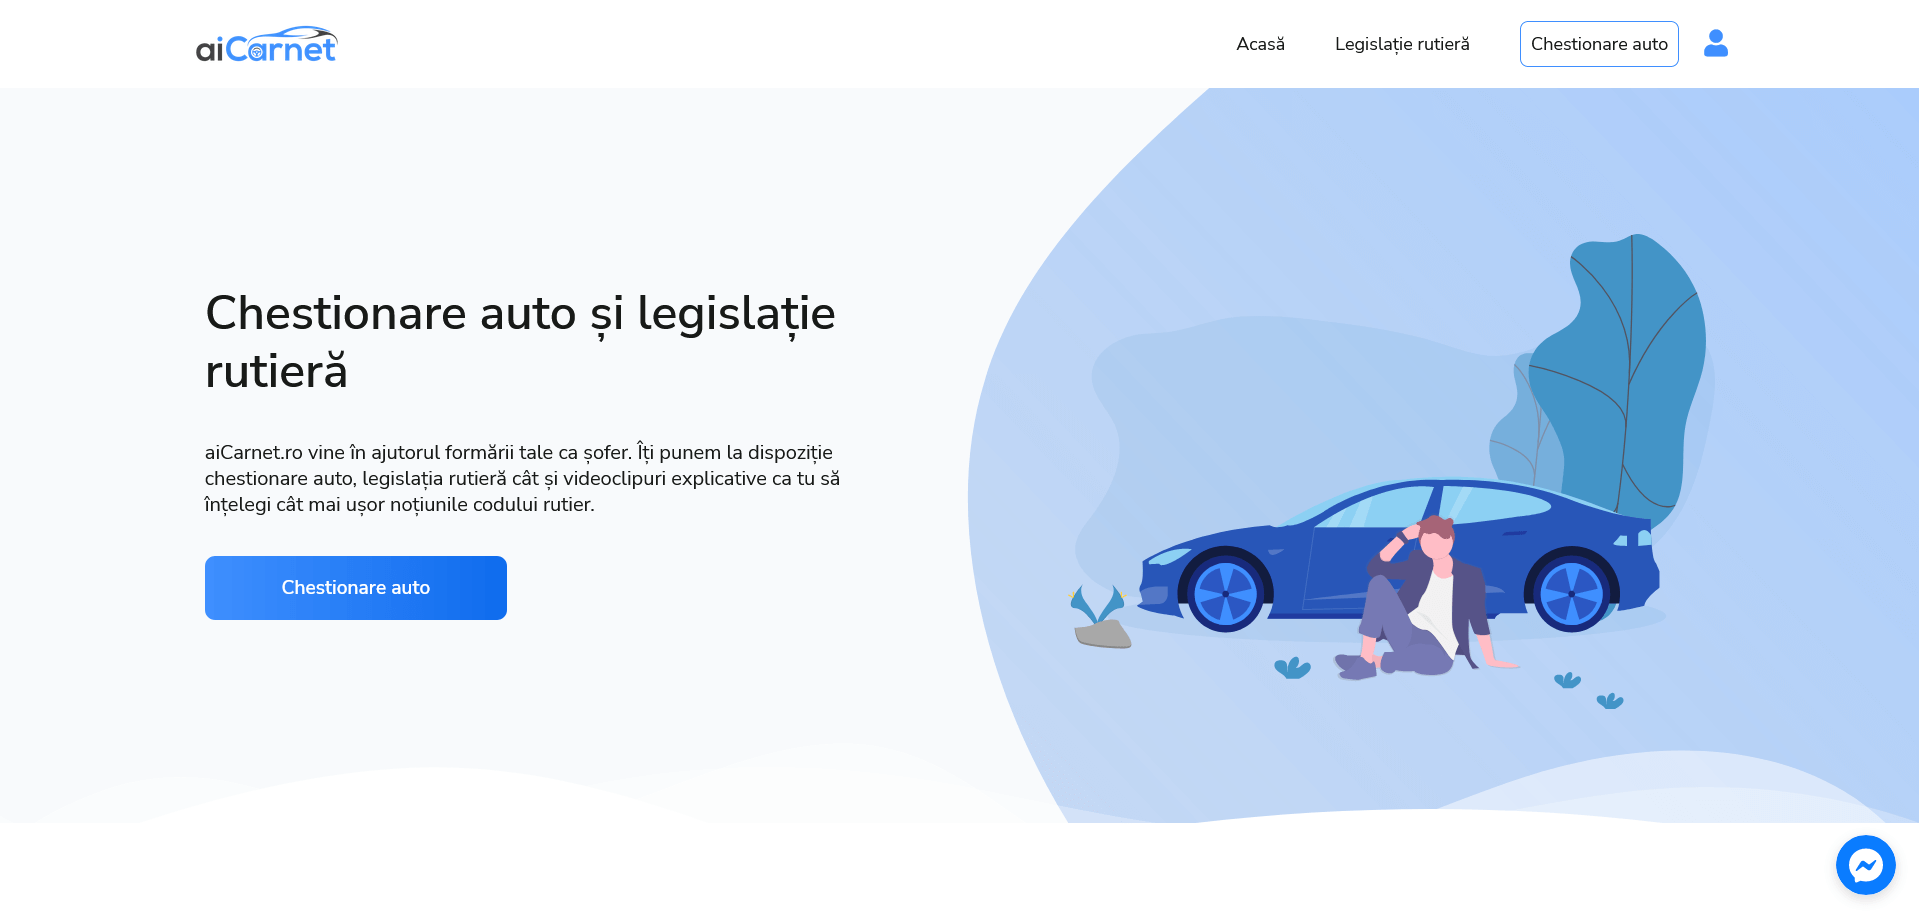 aiCarnet
Acasă
Legislație rutieră
Chestionare auto
Chestionare auto și legislație
rutieră
aiCarnet.ro vine în ajutorul formării tale ca șofer. Îți punem la dispoziție
chestionare auto, legislația rutieră cât și videoclipuri explicative ca tu să
înțelegi cât mai ușor noțiunile codului rutier.
Chestionare auto